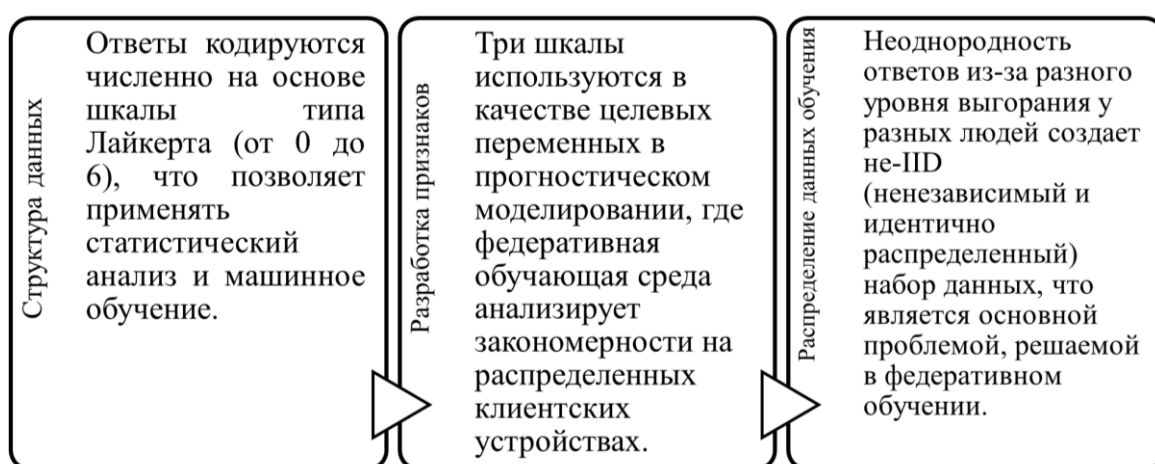 Структура данных
Ответы кодируются
численно на основе
шкалы типа
Лайкерта (от 0 до
6), что позволяет
применять
статистический
анализ и машинное
обучение.
Разработка признаков
Три шкалы
используются в
качестве целевых
переменных в
прогностическом
моделировании, где
федеративная
обучающая среда
анализирует
закономерности на
распределенных
клиентских
устройствах.
Распределение данных обучения
Неоднородность
ответов из-за разного
уровня выгорания у
разных людей создает
не-IID
(ненезависимый и
идентично
распределенный)
набор данных, что
является основной
проблемой, решаемой
в федеративном
обучении.